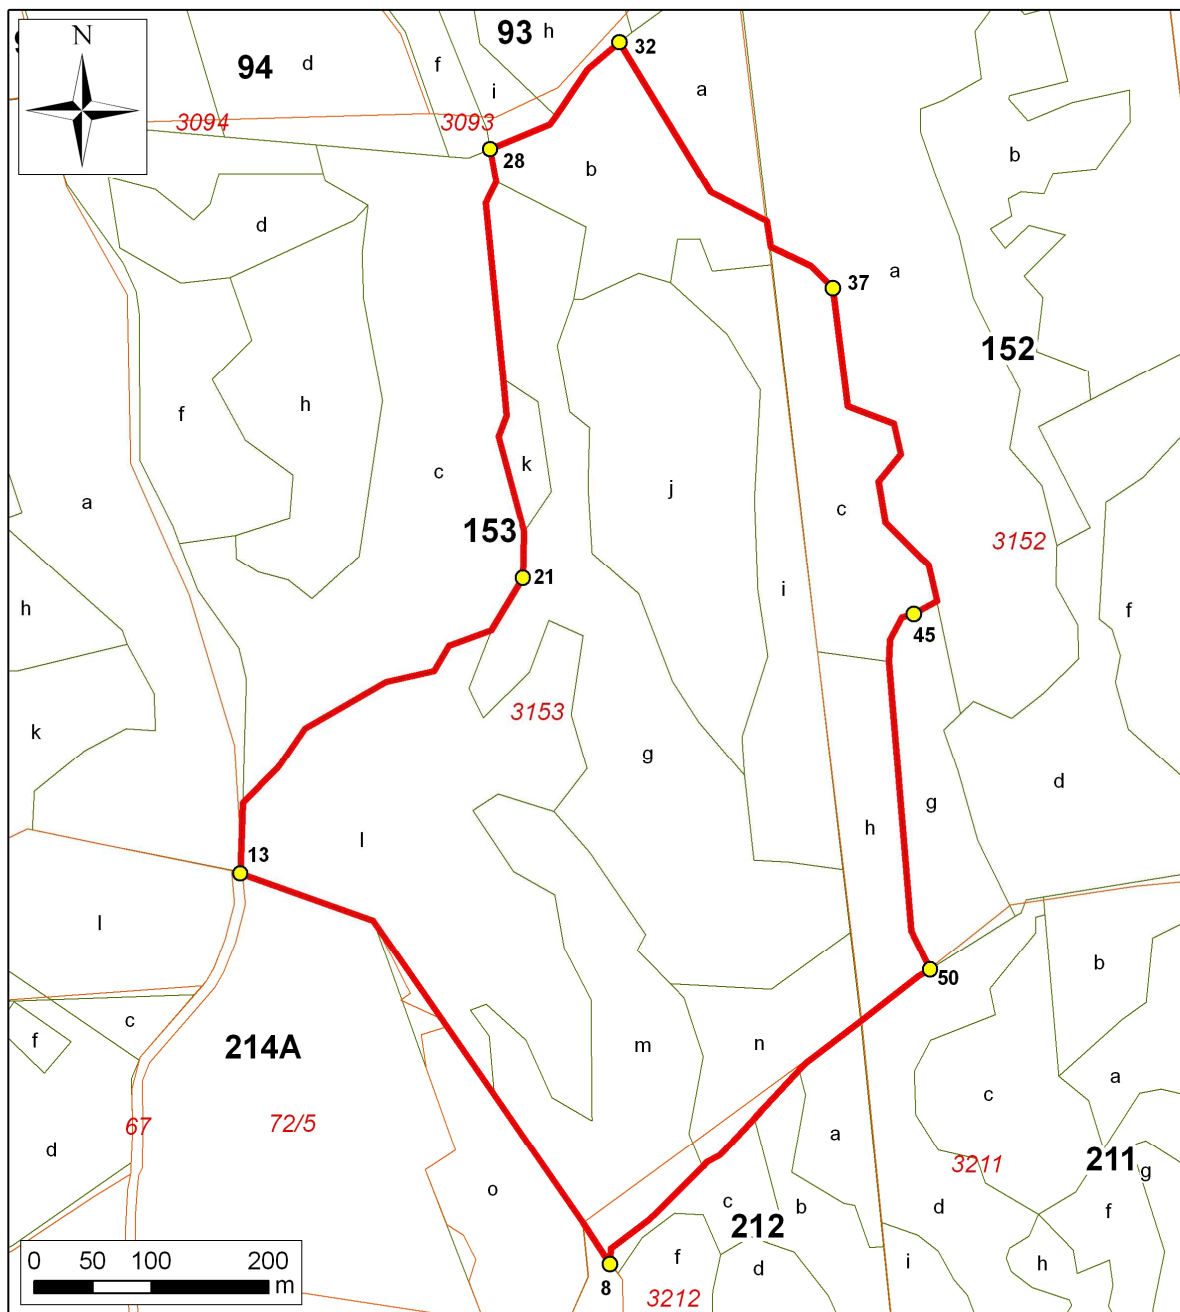 N
93 h
32
94 d f
i a
3094 3093
28
b b
d
37
a
152
f h
c k
j
a c
153
3152
21
i
h f
45
3153
k
g
d
g
h
l
13
l
b
50
c
f
214A m n
a
c
72/5
67 a
d
3211 211 g
o
c b d f
212
f d i h
0 50 100 200
m
8
3212